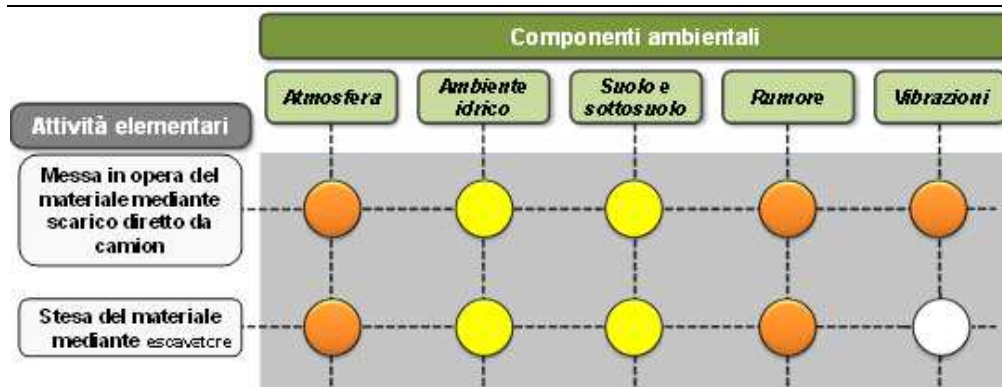 Componenti ambientali
Atmosfera
Ambiente
idrico
Suolo e
sottosuolo
Rumore
Vibrazioni
Attività elementari
Messa in opera del
materiale mediante
scarico diretto da
camion
Stesa del materiale
mediante escavatore